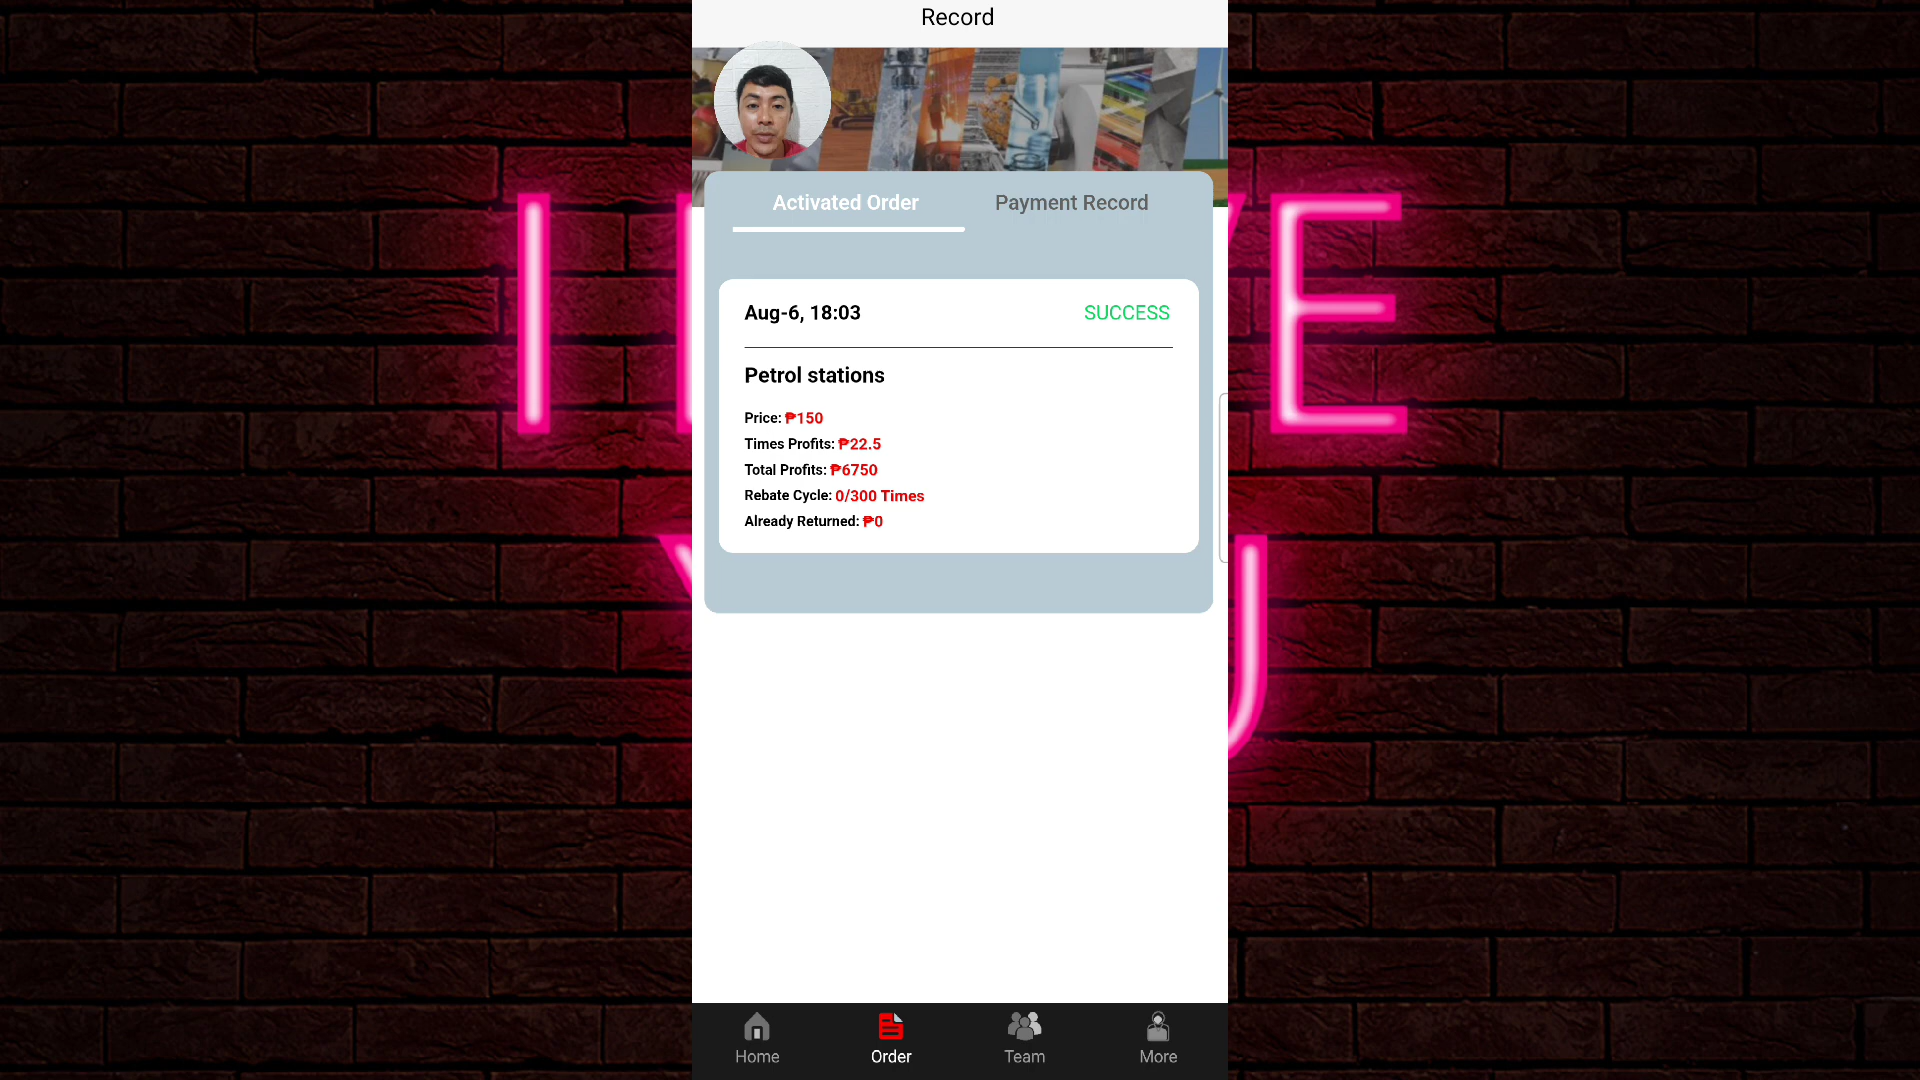 Record
Activated Order
Payment Record
Aug-6, 18:03
SUCCESS
Petrol stations
Price: ₱150
Times Profits: ₱22.5
Total Profits: ₱6750
Rebate Cycle: 0/300 Times
Already Returned: ₱0
Home
Order
Team
More